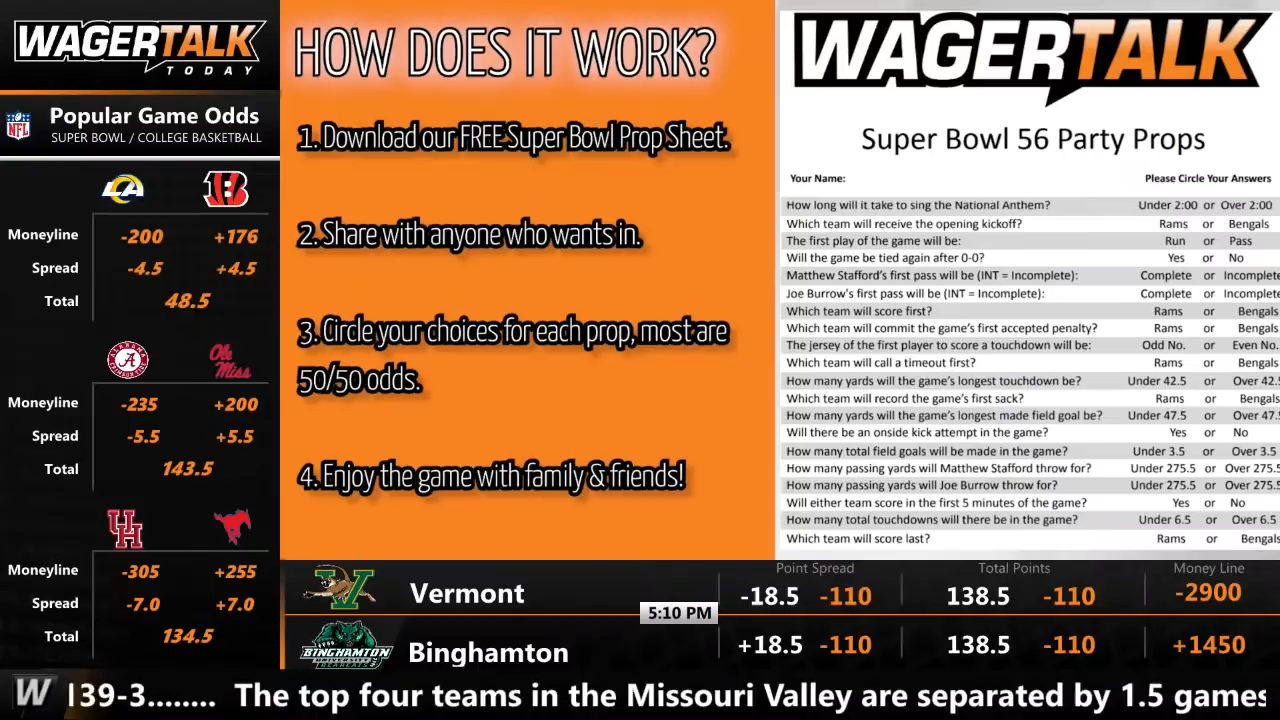 WAGERTALK
TODAY
NFL
Popular Game Odds
SUPER BOWL / COLLEGE BASKETBALL
Moneyline -200 +176
Spread -4.5 +4.5
Total 48.5
A Ole Miss
Moneyline -235 +200
Spread -5.5 +5.5
Total 143.5
Moneyline -305 +255
Spread -7.0 +7.0
Total 134.5
HOW DOES IT WORK?
1. Download our FREE Super Bowl Prop Sheet.
2. Share with anyone who wants in.
3. Circle your choices for each prop, most are
50/50 odds.
4. Enjoy the game with family & friends!
WAGERTALK
Super Bowl 56 Party Props
Your Name: Please Circle Your Answers
How long will it take to sing the National Anthem? Under 2:00 or Over 2:00
Which team will receive the opening kickoff? Rams or Bengals
The first play of the game will be: Run or Pass
Will the game be tied again after 0-0? Yes or No
Matthew Stafford's first pass will be (INT = Incomplete): Complete or Incomplete
Joe Burrow's first pass will be (INT = Incomplete): Complete or Incomplete
Which team will score first? Rams or Bengals
Which team will commit the game's first accepted penalty? Rams or Bengals
The jersey of the first player to score a touchdown will be: Odd No. or Even No.
Which team will call a timeout first? Rams or Bengals
How many yards will the game's longest touchdown be? Under 42.5 or Over 42.5
Which team will record the game's first sack? Rams or Bengals
How many yards will the game's longest made field goal be? Under 47.5 or Over 47.5
Will there be an onside kick attempt in the game? Yes or No
How many total field goals will be made in the game? Under 3.5 or Over 3.5
How many passing yards will Matthew Stafford throw for? Under 275.5 or Over 275.5
How many passing yards will Joe Burrow throw for? Under 275.5 or Over 275.5
Will either team score in the first 5 minutes of the game? Yes or No
How many total touchdowns will there be in the game? Under 6.5 or Over 6.5
Which team will score last? Rams or Bengals
Point Spread Total Points Money Line
Vermont -18.5 -110 138.5 -110 -2900
5:10 PM
BINGHAMTON
UNIVERSITY
BEARCATS
Binghamton +18.5 -110 138.5 -110 +1450
W 139-3........ The top four teams in the Missouri Valley are separated by 1.5 games